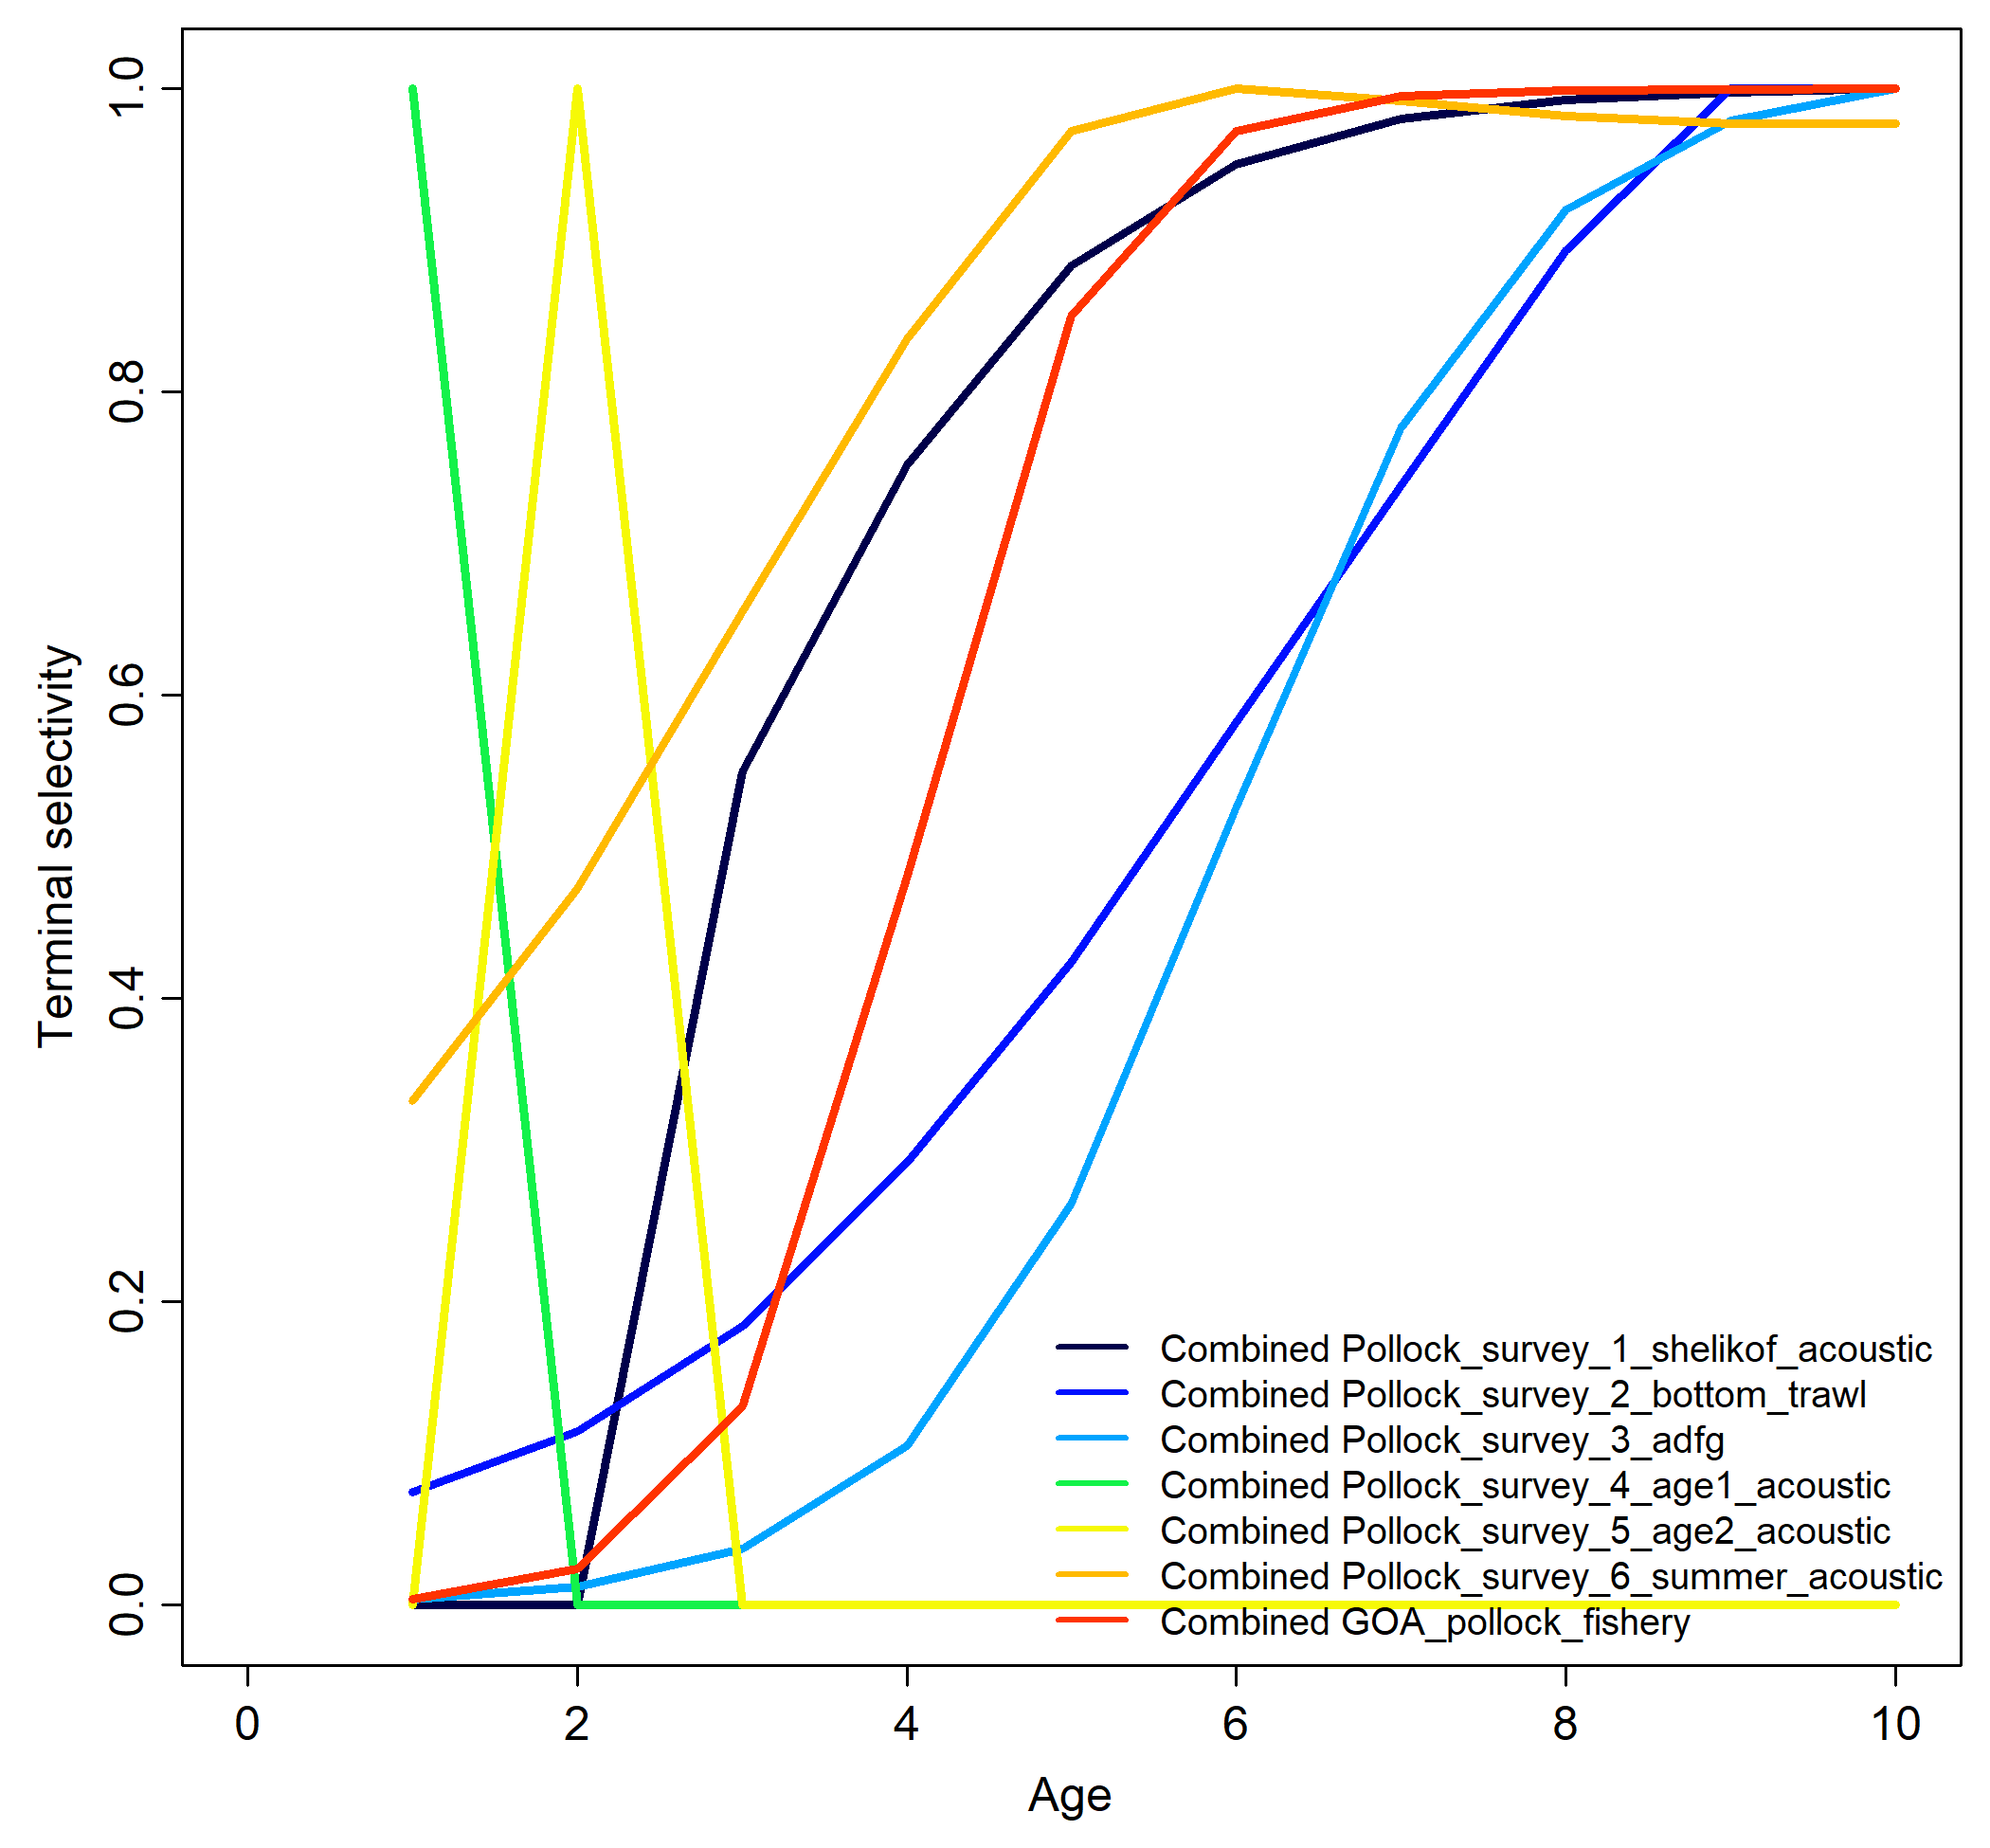 Terminal selectivity
1.0
0.8
0.6
0.4
0.2
0.0
Combined Pollock_survey_1_shelikof_acoustic
Combined Pollock_survey_2_bottom_trawl
Combined Pollock_survey_3_adfg
Combined Pollock_survey_4_age1_acoustic
Combined Pollock_survey_5_age2_acoustic
Combined Pollock_survey_6_summer_acoustic
Combined GOA_pollock_fishery
0 2 4 6 8 10
Age